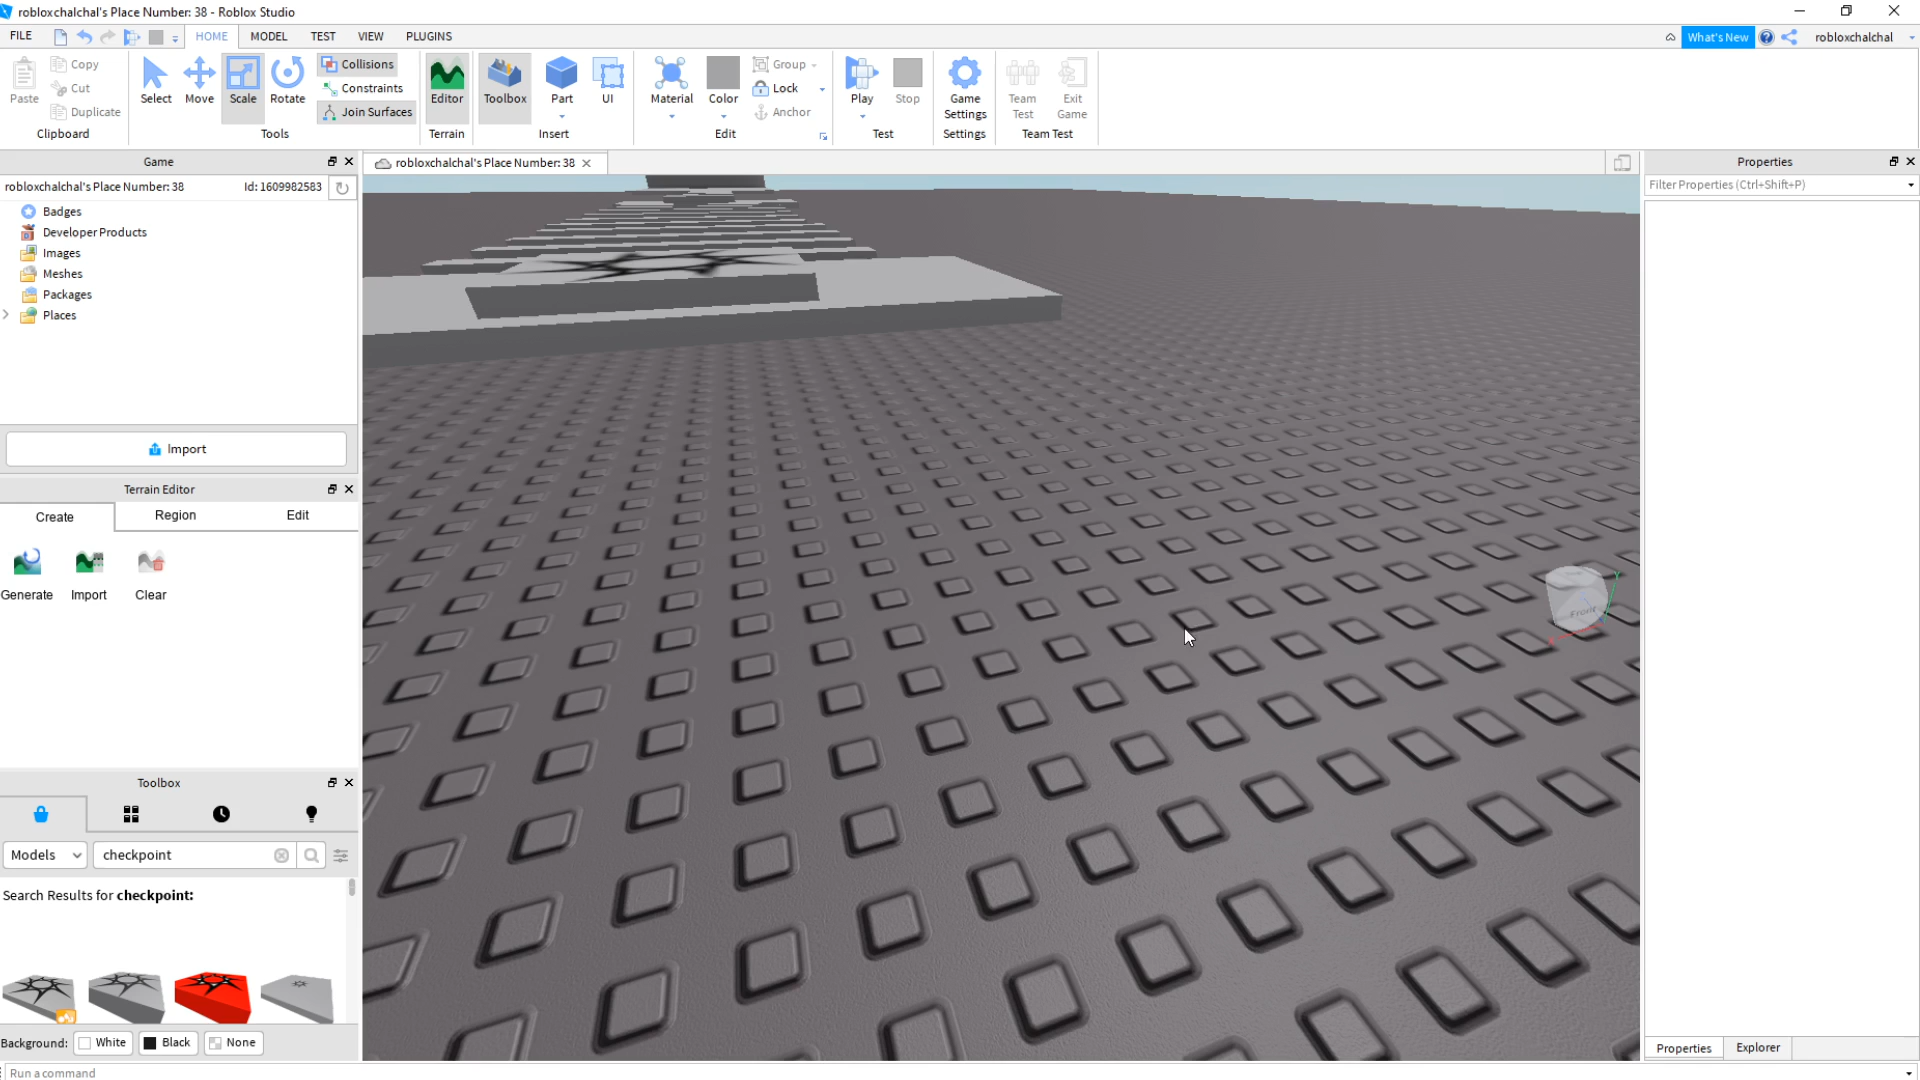 robloxchalchal's Place Number: 38 - Roblox Studio
FILE HOME MODEL TEST VIEW PLUGINS What's New robloxchalchal
Paste Copy Cut Duplicate Select Move Scale Rotate Collisions Constraints Join Surfaces Editor Toolbox Part UI Material Color Group Lock Anchor Play Stop Game Settings Team Test Exit Game
Clipboard Tools Terrain Insert Edit Test Settings Team Test
Game
robloxchalchal's Place Number: 38 Id: 1609982583
Badges
Developer Products
Images
Meshes
Packages
Places
Import
Terrain Editor
Create Region Edit
Generate Import Clear
Toolbox
Models checkpoint
Search Results for checkpoint:
Background: White Black None
Run a command
robloxchalchal's Place Number: 38
Front
Properties
Filter Properties (Ctrl+Shift+P)
Properties Explorer